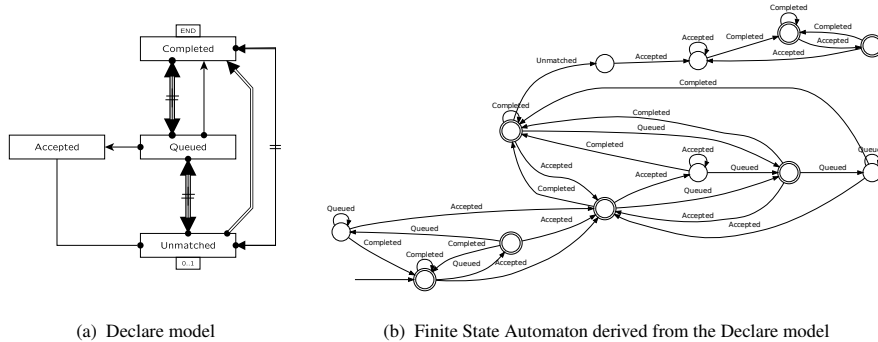 END
Completed
Accepted
Queued
Unmatched
0..1
Completed
Completed
Accepted
Completed
Accepted
Accepted
Unmatched
Accepted
Completed
Completed
Completed
Queued
Completed
Accepted
Queued
Queued
Queued
Accepted
Completed
Accepted
Queued
Accepted
Accepted
Queued
Accepted
Queued
Accepted
Completed
Completed
Completed
Queued
Accepted
(a) Declare model
(b) Finite State Automaton derived from the Declare model